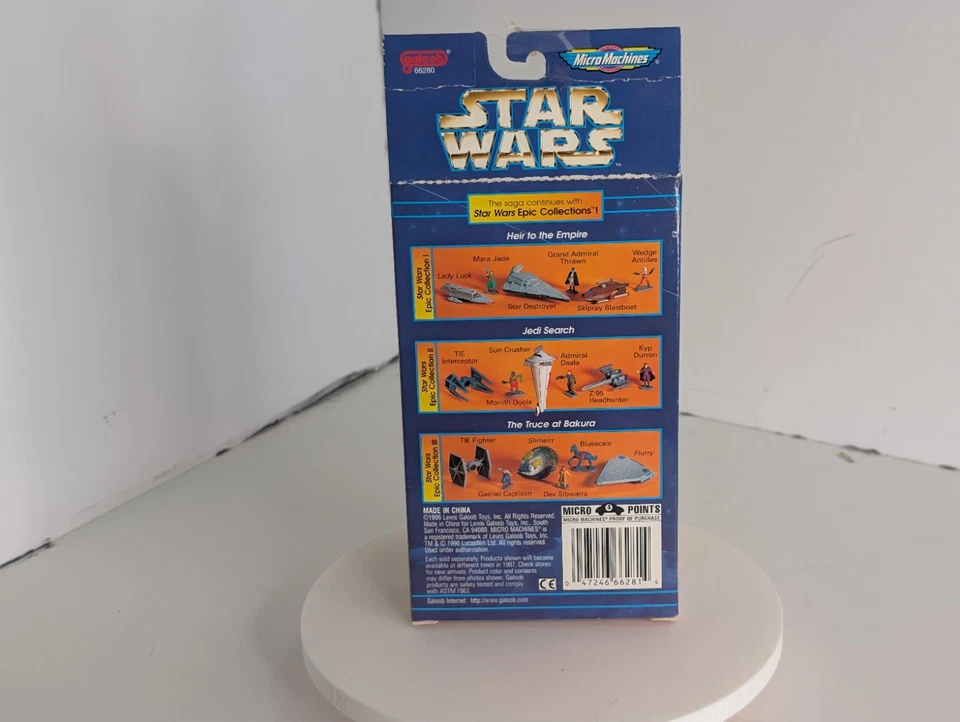 galoob®
66280
Micro Machines®
STAR
WARS™
The saga continues with
Star Wars Epic Collections™!
Heir to the Empire
Star Wars
Epic Collection I
Lady Luck
Mara Jade
Star Destroyer
Grand Admiral
Thrawn
Skipray Blastboat
Wedge
Antilles
Jedi Search
Star Wars
Epic Collection II
TIE
Interceptor
Sun Crusher
Moruth Doole
Admiral
Daala
Z-95
Headhunter
Kyp
Durron
The Truce at Bakura
Star Wars
Epic Collection III
TIE Fighter
Gaeriel Captison
Shriwirr
Dev Sibwarra
Bluescale
Flurry
MADE IN CHINA
©1996 Lewis Galoob Toys, Inc. All Rights Reserved.
Made in China for Lewis Galoob Toys, Inc., South
San Francisco, CA 94080. MICRO MACHINES® is
a registered trademark of Lewis Galoob Toys, Inc.
TM & © 1996 Lucasfilm Ltd. All rights reserved.
Used under authorization.
Each sold separately. Products shown will become
available at different times in 1997. Check stores
for new arrivals. Product color and contents
may differ from photos shown. Galoob
products are safety tested and comply
with ASTM F963.
CE
Galoob Internet: http://www.galoob.com
MICRO 4 POINTS
MICRO MACHINES® PROOF OF PURCHASE
0 47246 66281 4